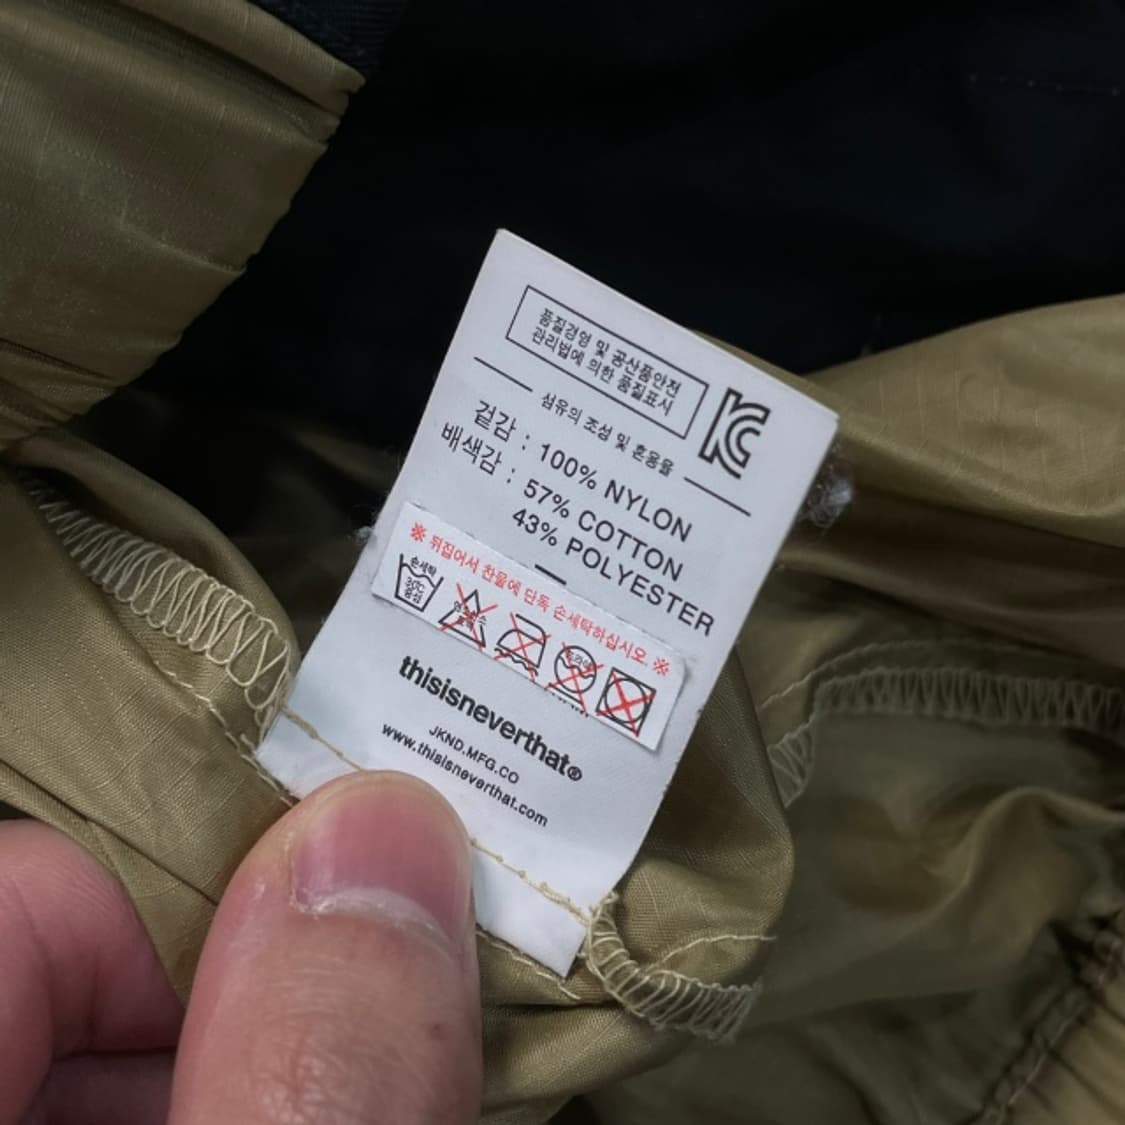 품질경영 및 공산품안전
관리법에 의한 품질표시
섬유의 조성 및 혼용율
겉감 : 100% NYLON
배색감 : 57% COTTON
43% POLYESTER
※ 뒤집어서 찬물에 단독 손세탁하십시오. ※
손세탁
30℃
중성
thisisneverthat®
JKND.MFG.CO
www.thisisneverthat.com